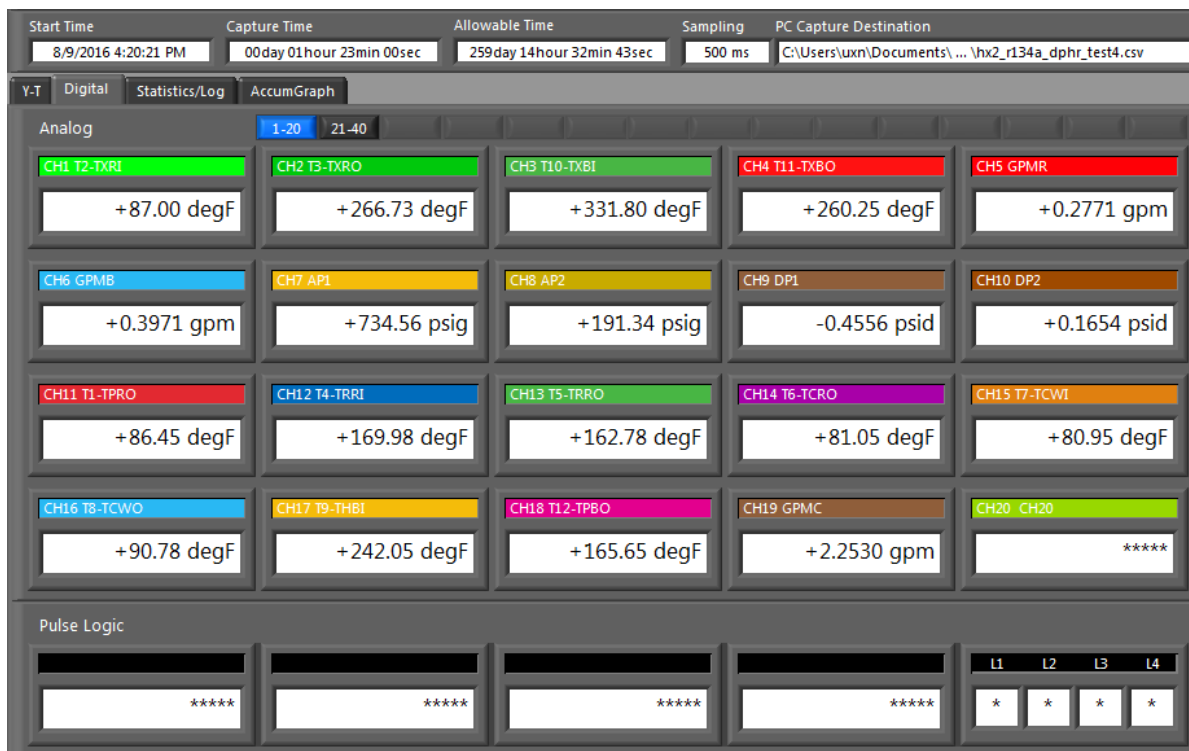 Start Time Capture Time Allowable Time Sampling PC Capture Destination
8/9/2016 4:20:21 PM 00day 01hour 23min 00sec 259day 14hour 32min 43sec 500 ms C:\Users\uxn\Documents\ ... \hx2_r134a_dphr_test4.csv
Y-T Digital Statistics/Log AccumGraph
Analog 1-20 21-40
CH1 T2-TXRI CH2 T3-TXRO CH3 T10-TXBI CH4 T11-TXBO CH5 GPMR
+87.00 degF +266.73 degF +331.80 degF +260.25 degF +0.2771 gpm
CH6 GPMB CH7 AP1 CH8 AP2 CH9 DP1 CH10 DP2
+0.3971 gpm +734.56 psig +191.34 psig -0.4556 psid +0.1654 psid
CH11 T1-TPRO CH12 T4-TRRI CH13 T5-TRRO CH14 T6-TCRO CH15 T7-TCWI
+86.45 degF +169.98 degF +162.78 degF +81.05 degF +80.95 degF
CH16 T8-TCWO CH17 T9-THBI CH18 T12-TPBO CH19 GPMC CH20 CH20
+90.78 degF +242.05 degF +165.65 degF +2.2530 gpm *****
Pulse Logic
L1 L2 L3 L4
***** ***** ***** ***** * * * *